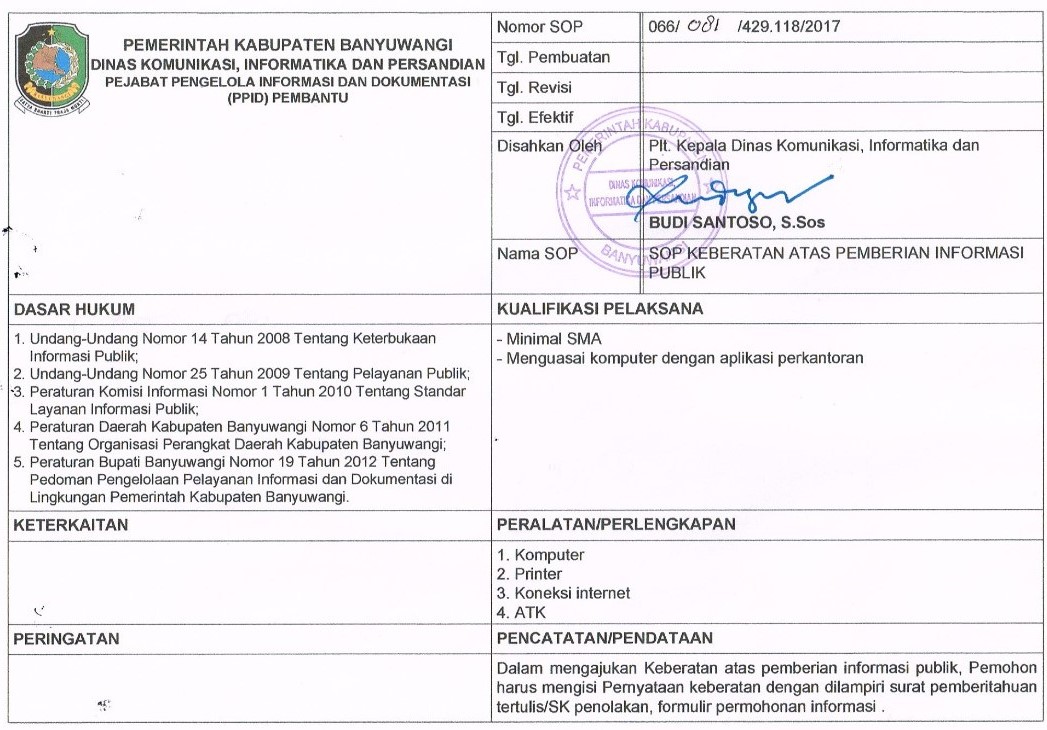 PEMERINTAH KABUPATEN BANYUWANGI
DINAS KOMUNIKASI, INFORMATIKA DAN PERSANDIAN
PEJABAT PENGELOLA INFORMASI DAN DOKUMENTASI
(PPID) PEMBANTU
Nomor SOP 066/ 081 /429.118/2017
Tgl. Pembuatan
Tgl. Revisi
Tgl. Efektif
Disahkan Oleh Plt. Kepala Dinas Komunikasi, Informatika dan
Persandian
PEMERINTAH KABUPATEN
DINAS KOMUNIKASI,
INFORMATIKA DAN PERSANDIAN
BANYUWANGI
BUDI SANTOSO, S.Sos
Nama SOP SOP KEBERATAN ATAS PEMBERIAN INFORMASI
PUBLIK
DASAR HUKUM
1. Undang-Undang Nomor 14 Tahun 2008 Tentang Keterbukaan
Informasi Publik;
2. Undang-Undang Nomor 25 Tahun 2009 Tentang Pelayanan Publik;
3. Peraturan Komisi Informasi Nomor 1 Tahun 2010 Tentang Standar
Layanan Informasi Publik;
4. Peraturan Daerah Kabupaten Banyuwangi Nomor 6 Tahun 2011
Tentang Organisasi Perangkat Daerah Kabupaten Banyuwangi;
5. Peraturan Bupati Banyuwangi Nomor 19 Tahun 2012 Tentang
Pedoman Pengelolaan Pelayanan Informasi dan Dokumentasi di
Lingkungan Pemerintah Kabupaten Banyuwangi.
KUALIFIKASI PELAKSANA
- Minimal SMA
- Menguasai komputer dengan aplikasi perkantoran
KETERKAITAN
PERALATAN/PERLENGKAPAN
1. Komputer
2. Printer
3. Koneksi internet
4. ATK
PERINGATAN
PENCATATAN/PENDATAAN
Dalam mengajukan Keberatan atas pemberian informasi publik, Pemohon
harus mengisi Pernyataan keberatan dengan dilampiri surat pemberitahuan
tertulis/SK penolakan, formulir permohonan informasi .